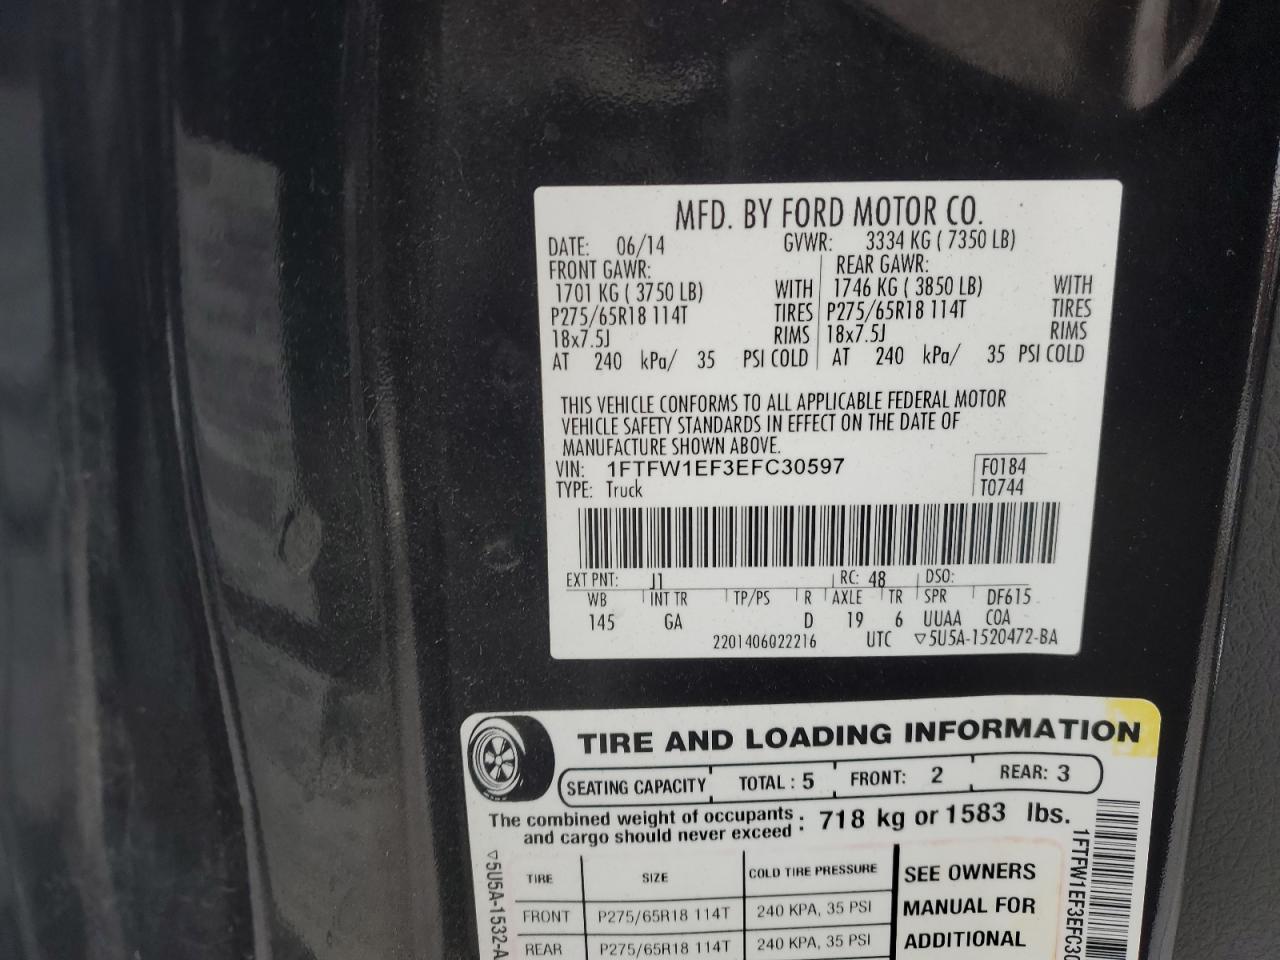 MFD. BY FORD MOTOR CO.
DATE: 06/14 GVWR: 3334 KG ( 7350 LB)
FRONT GAWR: REAR GAWR:
1701 KG ( 3750 LB) WITH 1746 KG ( 3850 LB) WITH
P275/65R18 114T TIRES P275/65R18 114T TIRES
18x7.5J RIMS 18x7.5J RIMS
AT 240 kPa/ 35 PSI COLD AT 240 kPa/ 35 PSI COLD
THIS VEHICLE CONFORMS TO ALL APPLICABLE FEDERAL MOTOR
VEHICLE SAFETY STANDARDS IN EFFECT ON THE DATE OF
MANUFACTURE SHOWN ABOVE.
VIN: 1FTFW1EF3EFC30597 F0184
TYPE: Truck T0744
EXT PNT: J1 RC: 48 DSO:
WB INT TR TP/PS R AXLE TR SPR DF615
145 GA D 19 6 UUAA COA
2201406022216 UTC ▽5U5A-1520472-BA
TIRE AND LOADING INFORMATION
SEATING CAPACITY TOTAL : 5 FRONT: 2 REAR: 3
The combined weight of occupants
and cargo should never exceed : 718 kg or 1583 lbs.
TIRE SIZE COLD TIRE PRESSURE
FRONT P275/65R18 114T 240 KPA, 35 PSI
REAR P275/65R18 114T 240 KPA, 35 PSI
SEE OWNERS
MANUAL FOR
ADDITIONAL
▽5U5A-1532-A
1FTFW1EF3EFC30